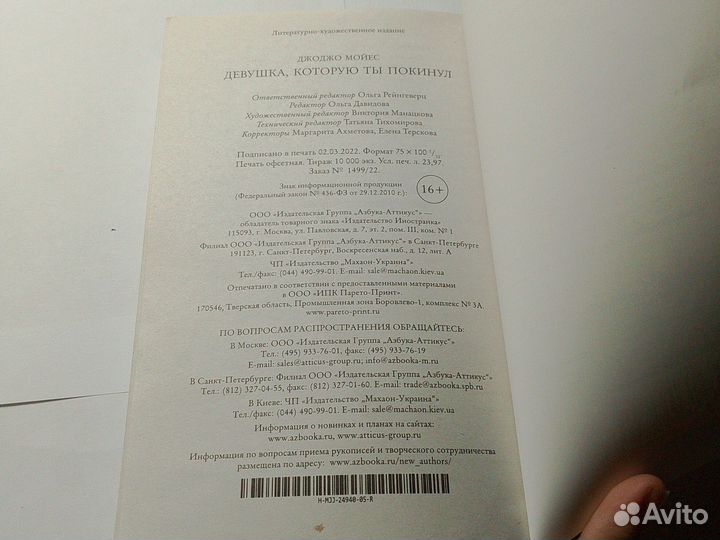 Литературно-художественное издание
ДЖОДЖО МОЙЕС
ДЕВУШКА, КОТОРУЮ ТЫ ПОКИНУЛ
Ответственный редактор Ольга Рейнгеверц
Редактор Ольга Давидова
Художественный редактор Виктория Манацкова
Технический редактор Татьяна Тихомирова
Корректоры Маргарита Ахметова, Елена Терскова
Подписано в печать 02.03.2022. Формат 75 × 100 1/32.
Печать офсетная. Тираж 10 000 экз. Усл. печ. л. 23,97.
Заказ № 1499/22.
Знак информационной продукции
(Федеральный закон № 436-ФЗ от 29.12.2010 г.):
16+
ООО «Издательская Группа „Азбука-Аттикус"» —
обладатель товарного знака «Издательство Иностранка»
115093, г. Москва, ул. Павловская, д. 7, эт. 2, пом. III, ком. № 1
Филиал ООО «Издательская Группа „Азбука-Аттикус"» в Санкт-Петербурге
191123, г. Санкт-Петербург, Воскресенская наб., д. 12, лит. А
ЧП «Издательство „Махаон-Украина"»
Тел./факс: (044) 490-99-01. E-mail: sale@machaon.kiev.ua
Отпечатано в соответствии с предоставленными материалами
в ООО «ИПК Парето-Принт».
170546, Тверская область, Промышленная зона Боровлево-1, комплекс № 3А.
www.pareto-print.ru
ПО ВОПРОСАМ РАСПРОСТРАНЕНИЯ ОБРАЩАЙТЕСЬ:
В Москве: ООО «Издательская Группа „Азбука-Аттикус"»
Тел.: (495) 933-76-01, факс: (495) 933-76-19
E-mail: sales@atticus-group.ru; info@azbooka-m.ru
В Санкт-Петербурге: Филиал ООО «Издательская Группа „Азбука-Аттикус"»
Тел.: (812) 327-04-55, факс: (812) 327-01-60. E-mail: trade@azbooka.spb.ru
В Киеве: ЧП «Издательство „Махаон-Украина"»
Тел./факс: (044) 490-99-01. E-mail: sale@machaon.kiev.ua
Информация о новинках и планах на сайтах:
www.azbooka.ru, www.atticus-group.ru
Информация по вопросам приема рукописей и творческого сотрудничества
размещена по адресу: www.azbooka.ru/new_authors/
H-MJJ-24940-05-R
Avito